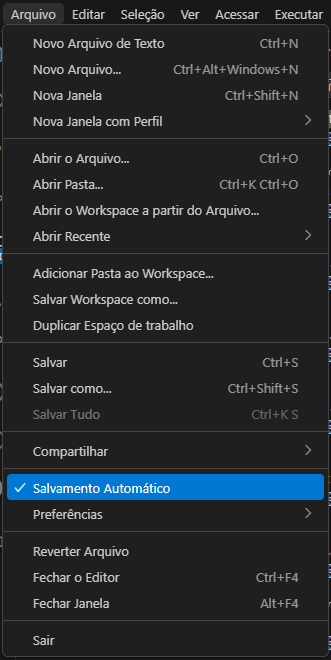 Arquivo Editar Seleção Ver Acessar Executar
Novo Arquivo de Texto Ctrl+N
Novo Arquivo... Ctrl+Alt+Windows+N
Nova Janela Ctrl+Shift+N
Nova Janela com Perfil
Abrir o Arquivo... Ctrl+O
Abrir Pasta... Ctrl+K Ctrl+O
Abrir o Workspace a partir do Arquivo...
Abrir Recente
Adicionar Pasta ao Workspace...
Salvar Workspace como...
Duplicar Espaço de trabalho
Salvar Ctrl+S
Salvar como... Ctrl+Shift+S
Salvar Tudo Ctrl+K S
Compartilhar
Salvamento Automático
Preferências
Reverter Arquivo
Fechar o Editor Ctrl+F4
Fechar Janela Alt+F4
Sair